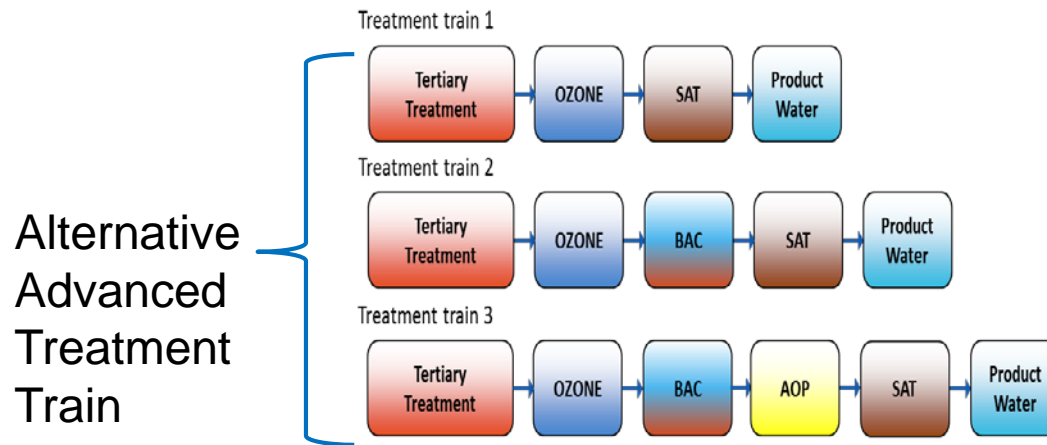 Alternative
Advanced
Treatment
Train
Treatment train 1
Tertiary
Treatment
OZONE
SAT
Product
Water
Treatment train 2
Tertiary
Treatment
OZONE
BAC
SAT
Product
Water
Treatment train 3
Tertiary
Treatment
OZONE
BAC
AOP
SAT
Product
Water